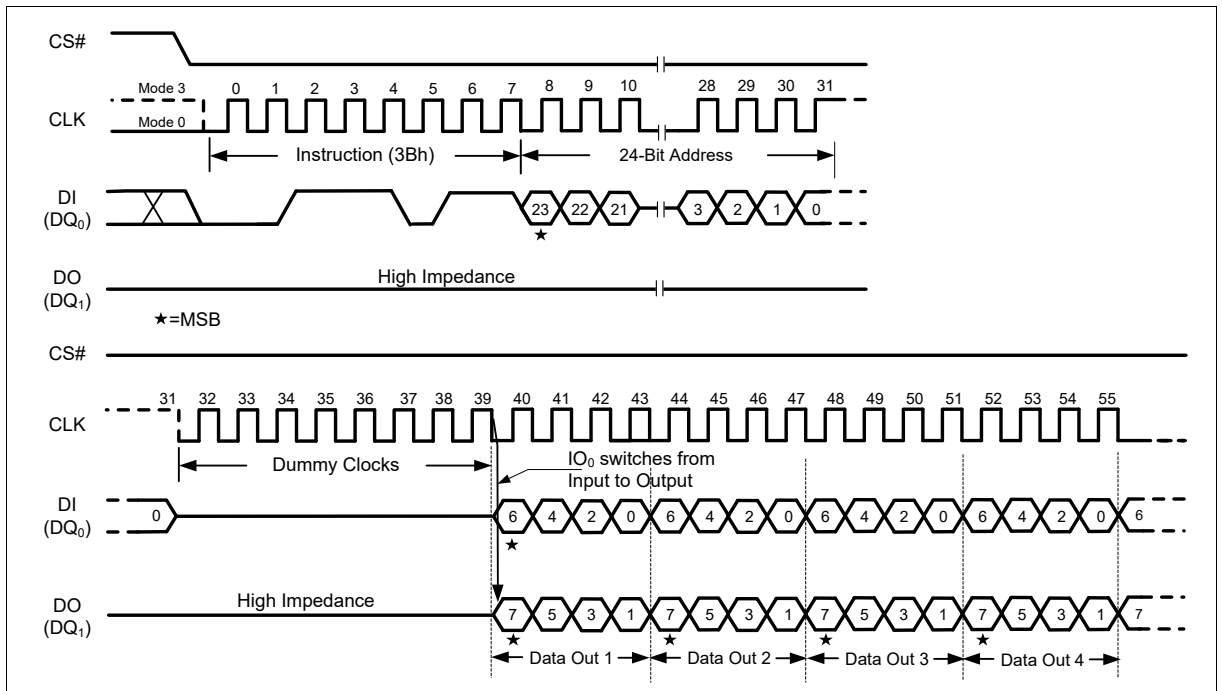 CS#
Mode 3
0 1 2 3 4 5 6 7 8 9 10 28 29 30 31
CLK
Mode 0
Instruction (3Bh)
24-Bit Address
DI
(DQ0)
23 22 21 3 2 1 0
★
DO
(DQ1)
High Impedance
★=MSB
CS#
31 32 33 34 35 36 37 38 39 40 41 42 43 44 45 46 47 48 49 50 51 52 53 54 55
CLK
Dummy Clocks
IO0 switches from
Input to Output
DI
(DQ0)
0 6 4 2 0 6 4 2 0 6 4 2 0 6 4 2 0 6
★
DO
(DQ1)
High Impedance
7 5 3 1 7 5 3 1 7 5 3 1 7 5 3 1 7
★ ★ ★ ★
Data Out 1 Data Out 2 Data Out 3 Data Out 4